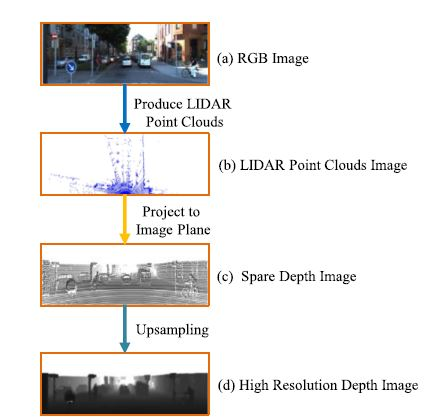 (a) RGB Image
Produce LIDAR
Point Clouds
(b) LIDAR Point Clouds Image
Project to
Image Plane
(c) Spare Depth Image
Upsampling
(d) High Resolution Depth Image